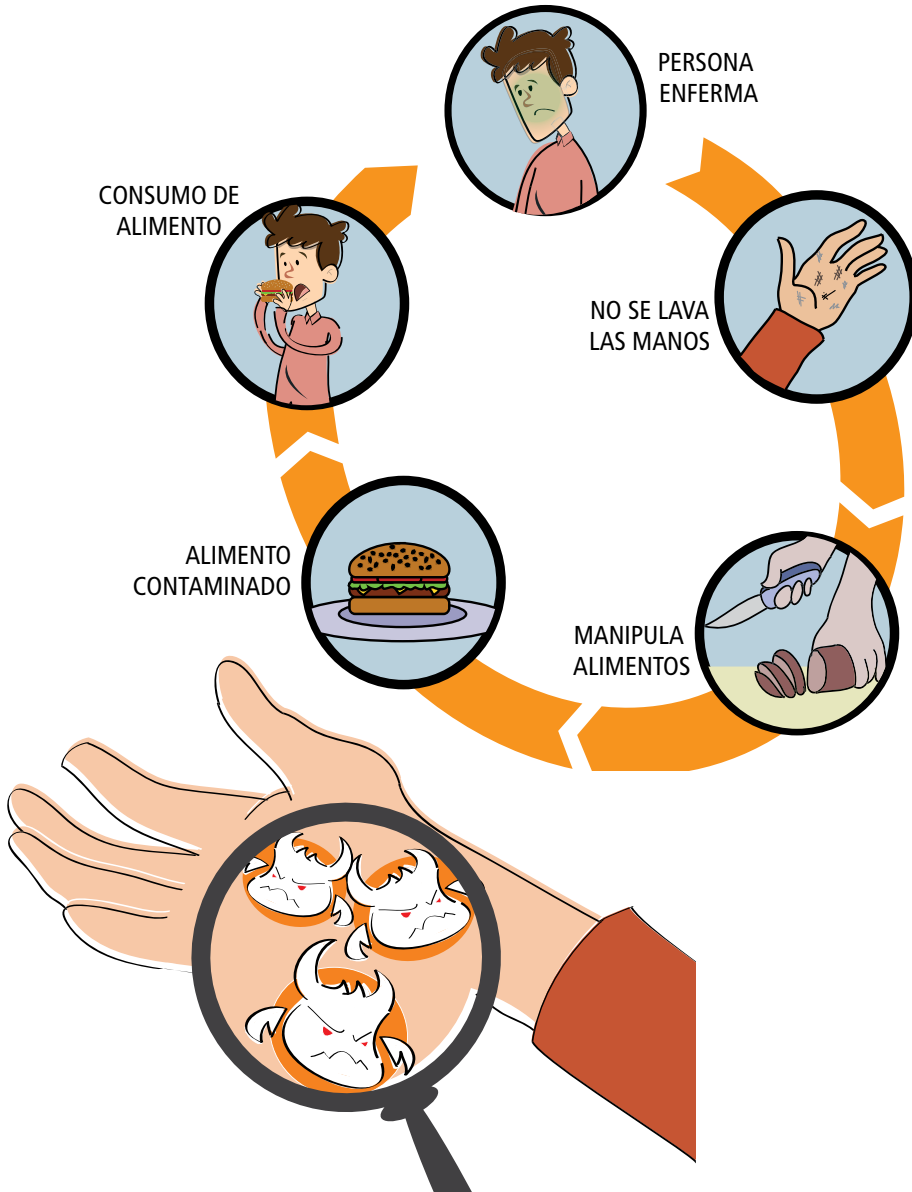 PERSONA
ENFERMA
NO SE LAVA
LAS MANOS
MANIPULA
ALIMENTOS
ALIMENTO
CONTAMINADO
CONSUMO DE
ALIMENTO